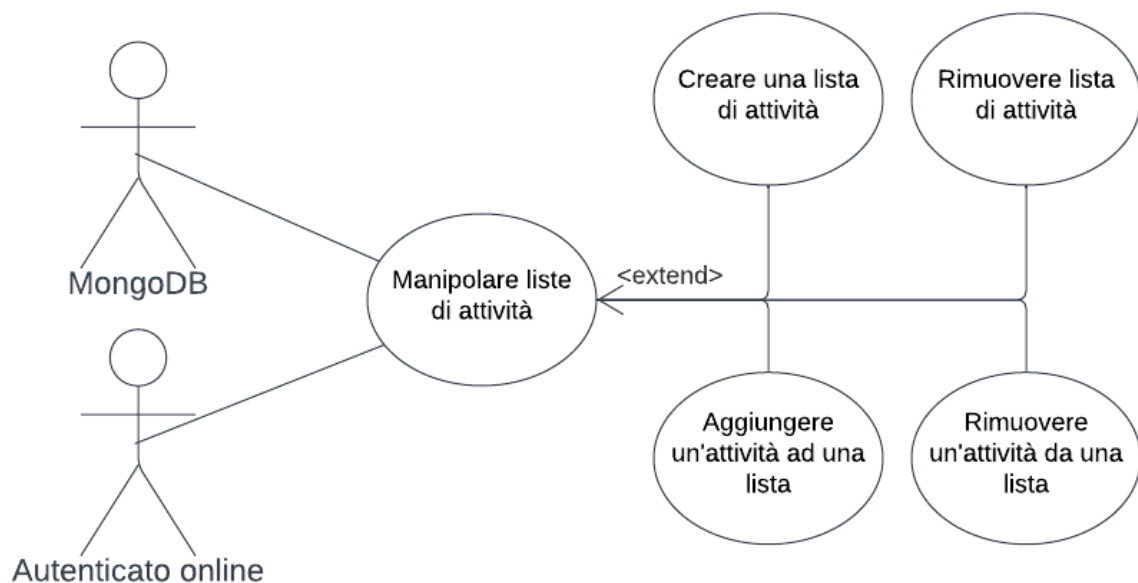 Creare una lista
di attività
Rimuovere lista
di attività
MongoDB
Manipolare liste
di attività
<extend>
Aggiungere
un'attività ad una
lista
Rimuovere
un'attività da una
lista
Autenticato online